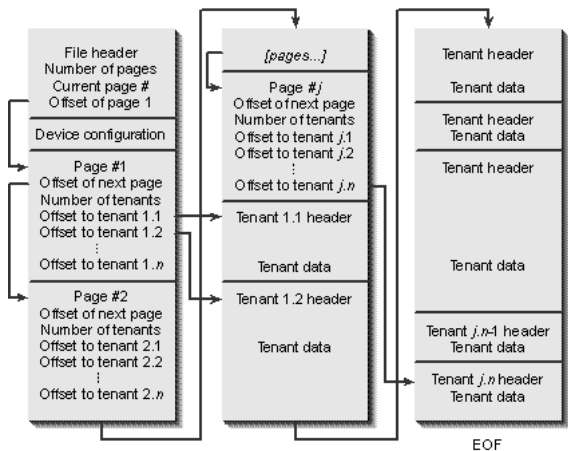 File header
Number of pages
Current page #
Offset of page 1
Device configuration
Page #1
Offset of next page
Number of tenants
Offset to tenant 1.1
Offset to tenant 1.2
⋮
Offset to tenant 1.n
Page #2
Offset of next page
Number of tenants
Offset to tenant 2.1
Offset to tenant 2.2
⋮
Offset to tenant 2.n
[pages...]
Page #j
Offset of next page
Number of tenants
Offset to tenant j.1
Offset to tenant j.2
⋮
Offset to tenant j.n
Tenant 1.1 header
Tenant data
Tenant 1.2 header
Tenant data
Tenant header
Tenant data
Tenant header
Tenant data
Tenant header
Tenant data
Tenant j.n-1 header
Tenant data
Tenant j.n header
Tenant data
EOF